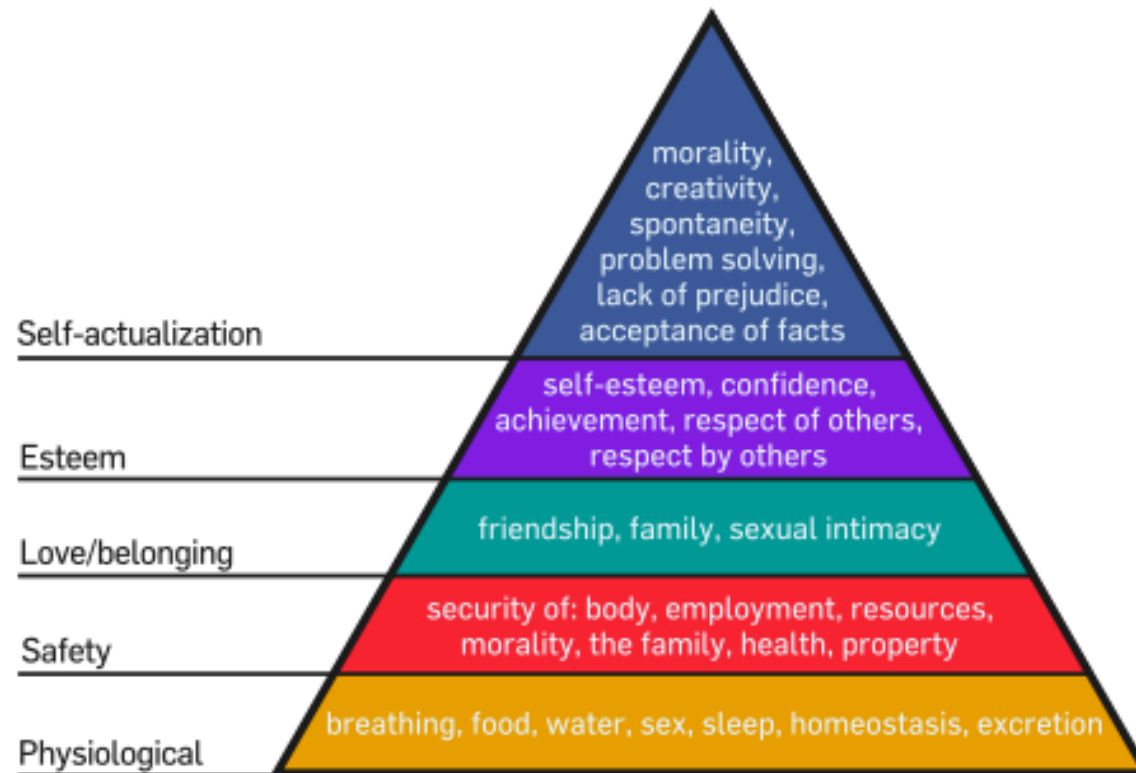 morality,
creativity,
spontaneity,
problem solving,
lack of prejudice,
acceptance of facts
Self-actualization
self-esteem, confidence,
achievement, respect of others,
respect by others
Esteem
friendship, family, sexual intimacy
Love/belonging
security of: body, employment, resources,
morality, the family, health, property
Safety
breathing, food, water, sex, sleep, homeostasis, excretion
Physiological